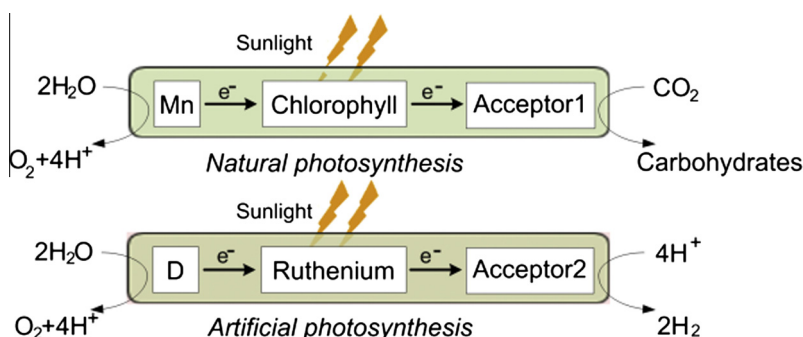 Sunlight
2H₂O
e⁻ e⁻
Mn Chlorophyll Acceptor1
CO₂
O₂+4H⁺
Natural photosynthesis
Carbohydrates
Sunlight
2H₂O
e⁻ e⁻
D Ruthenium Acceptor2
4H⁺
O₂+4H⁺
Artificial photosynthesis
2H₂